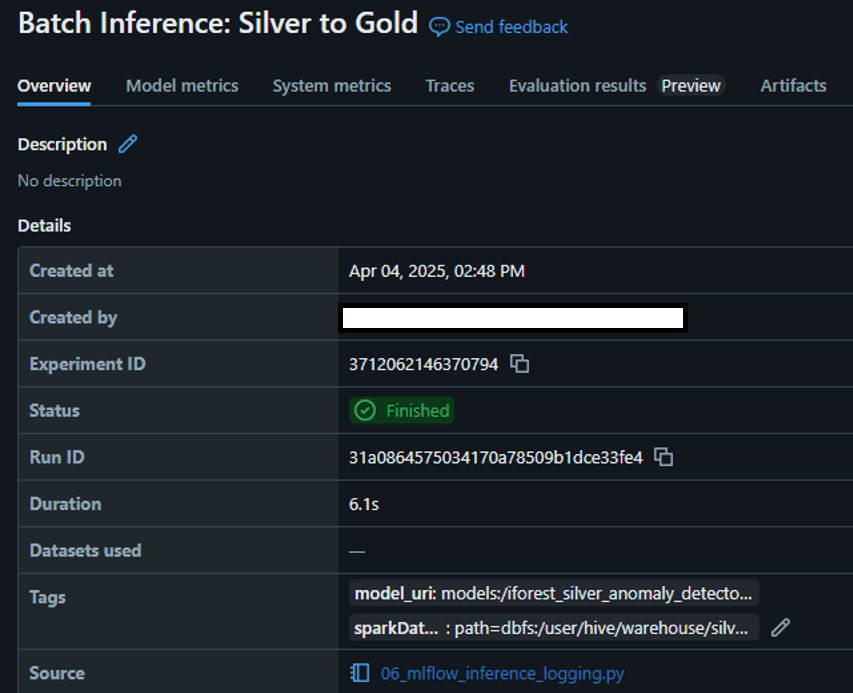 Batch Inference: Silver to Gold Send feedback
Overview Model metrics System metrics Traces Evaluation results Preview Artifacts
Description
No description
Details
Created at Apr 04, 2025, 02:48 PM
Created by
Experiment ID 3712062146370794
Status Finished
Run ID 31a0864575034170a78509b1dce33fe4
Duration 6.1s
Datasets used —
Tags model_uri: models:/iforest_silver_anomaly_detecto...
sparkDat... : path=dbfs:/user/hive/warehouse/silv...
Source 06_mlflow_inference_logging.py